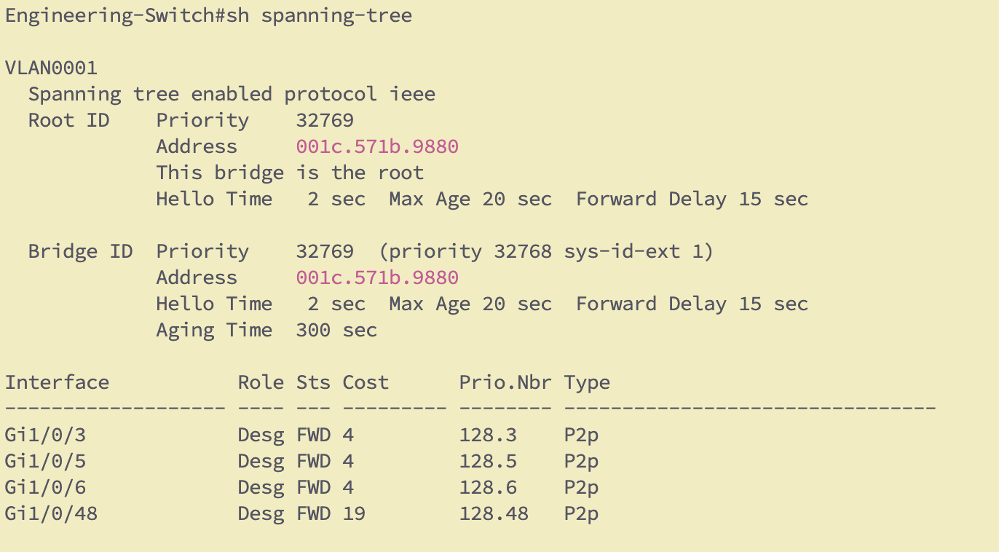 Engineering-Switch#sh spanning-tree

VLAN0001
  Spanning tree enabled protocol ieee
  Root ID    Priority    32769
             Address     001c.571b.9880
             This bridge is the root
             Hello Time   2 sec  Max Age 20 sec  Forward Delay 15 sec

  Bridge ID  Priority    32769  (priority 32768 sys-id-ext 1)
             Address     001c.571b.9880
             Hello Time   2 sec  Max Age 20 sec  Forward Delay 15 sec
             Aging Time  300 sec

Interface           Role Sts Cost      Prio.Nbr Type
------------------- ---- --- --------- -------- --------------------------------
Gi1/0/3             Desg FWD 4         128.3    P2p
Gi1/0/5             Desg FWD 4         128.5    P2p
Gi1/0/6             Desg FWD 4         128.6    P2p
Gi1/0/48            Desg FWD 19        128.48   P2p